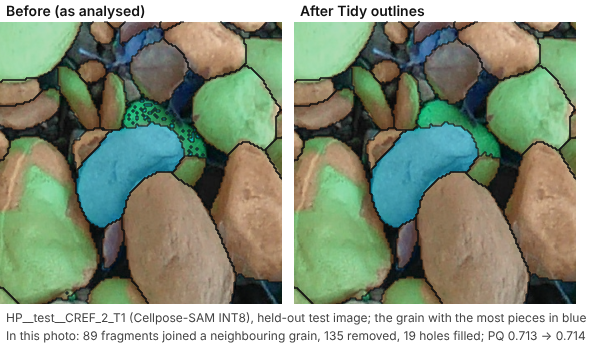 Before (as analysed)
After Tidy outlines
HP__test__CREF_2_T1 (Cellpose-SAM INT8), held-out test image; the grain with the most pieces in blue
In this photo: 89 fragments joined a neighbouring grain, 135 removed, 19 holes filled; PQ 0.713 → 0.714